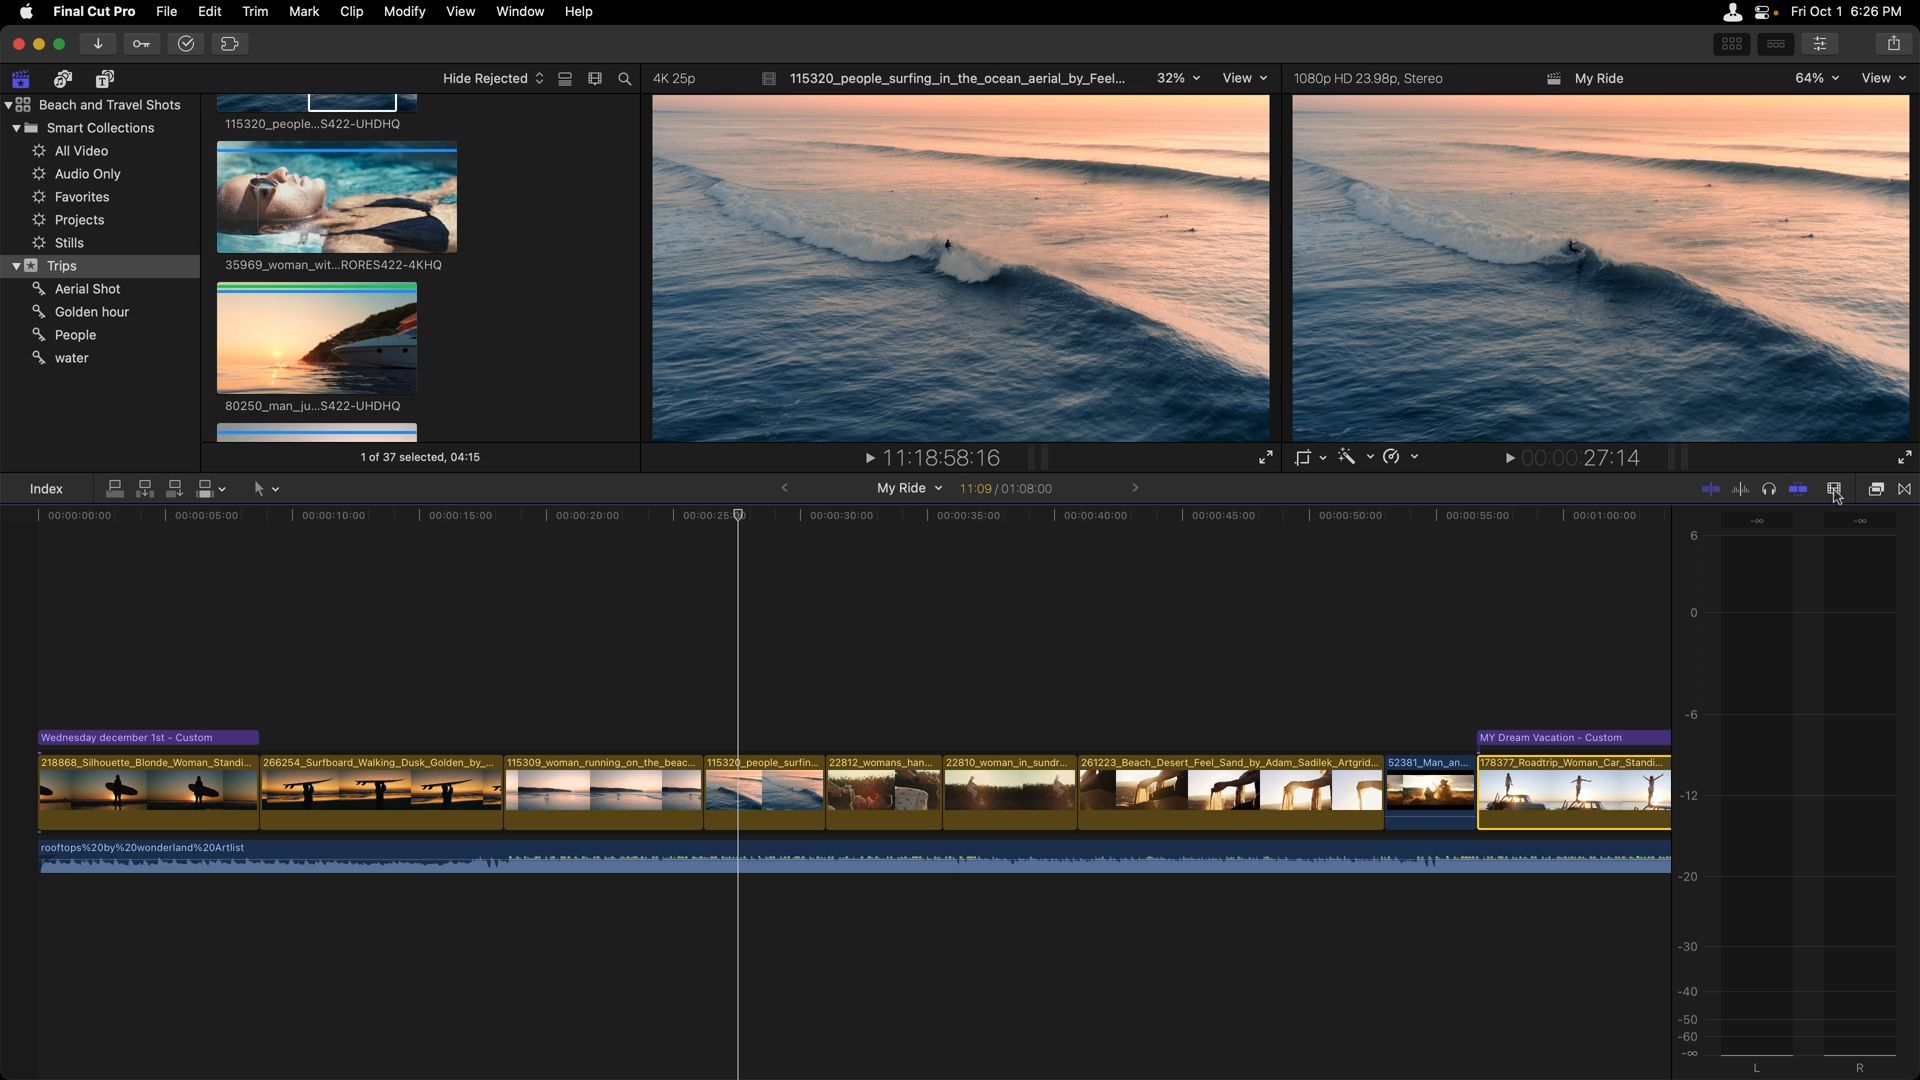 Final Cut Pro File Edit Trim Mark Clip Modify View Window Help Fri Oct 1 6:26 PM
Hide Rejected 4K 25p 115320_people_surfing_in_the_ocean_aerial_by_Feel... 32% View 1080p HD 23.98p, Stereo My Ride 64% View
Beach and Travel Shots
Smart Collections
All Video
Audio Only
Favorites
Projects
Stills
Trips
Aerial Shot
Golden hour
People
water
115320_people...S422-UHDHQ
35969_woman_wit...RORES422-4KHQ
80250_man_ju...S422-UHDHQ
1 of 37 selected, 04:15
11:18:58:16
00:00:27:14
Index My Ride 11:09 / 01:08:00
00:00:00:00 00:00:05:00 00:00:10:00 00:00:15:00 00:00:20:00 00:00:25:0 00:00:30:00 00:00:35:00 00:00:40:00 00:00:45:00 00:00:50:00 00:00:55:00 00:01:00:00
Wednesday december 1st - Custom MY Dream Vacation - Custom
218868_Silhouette_Blonde_Woman_Standi... 266254_Surfboard_Walking_Dusk_Golden_by_... 115309_woman_running_on_the_beac... 115320_people_surfin... 22812_womans_han... 22810_woman_in_sundr... 261223_Beach_Desert_Feel_Sand_by_Adam_Sadilek_Artgrid... 52381_Man_an... 178377_Roadtrip_Woman_Car_Standi...
rooftops%20by%20wonderland%20Artlist
-∞ -∞
6
0
-6
-12
-20
-30
-40
-50
-60
-∞
L R